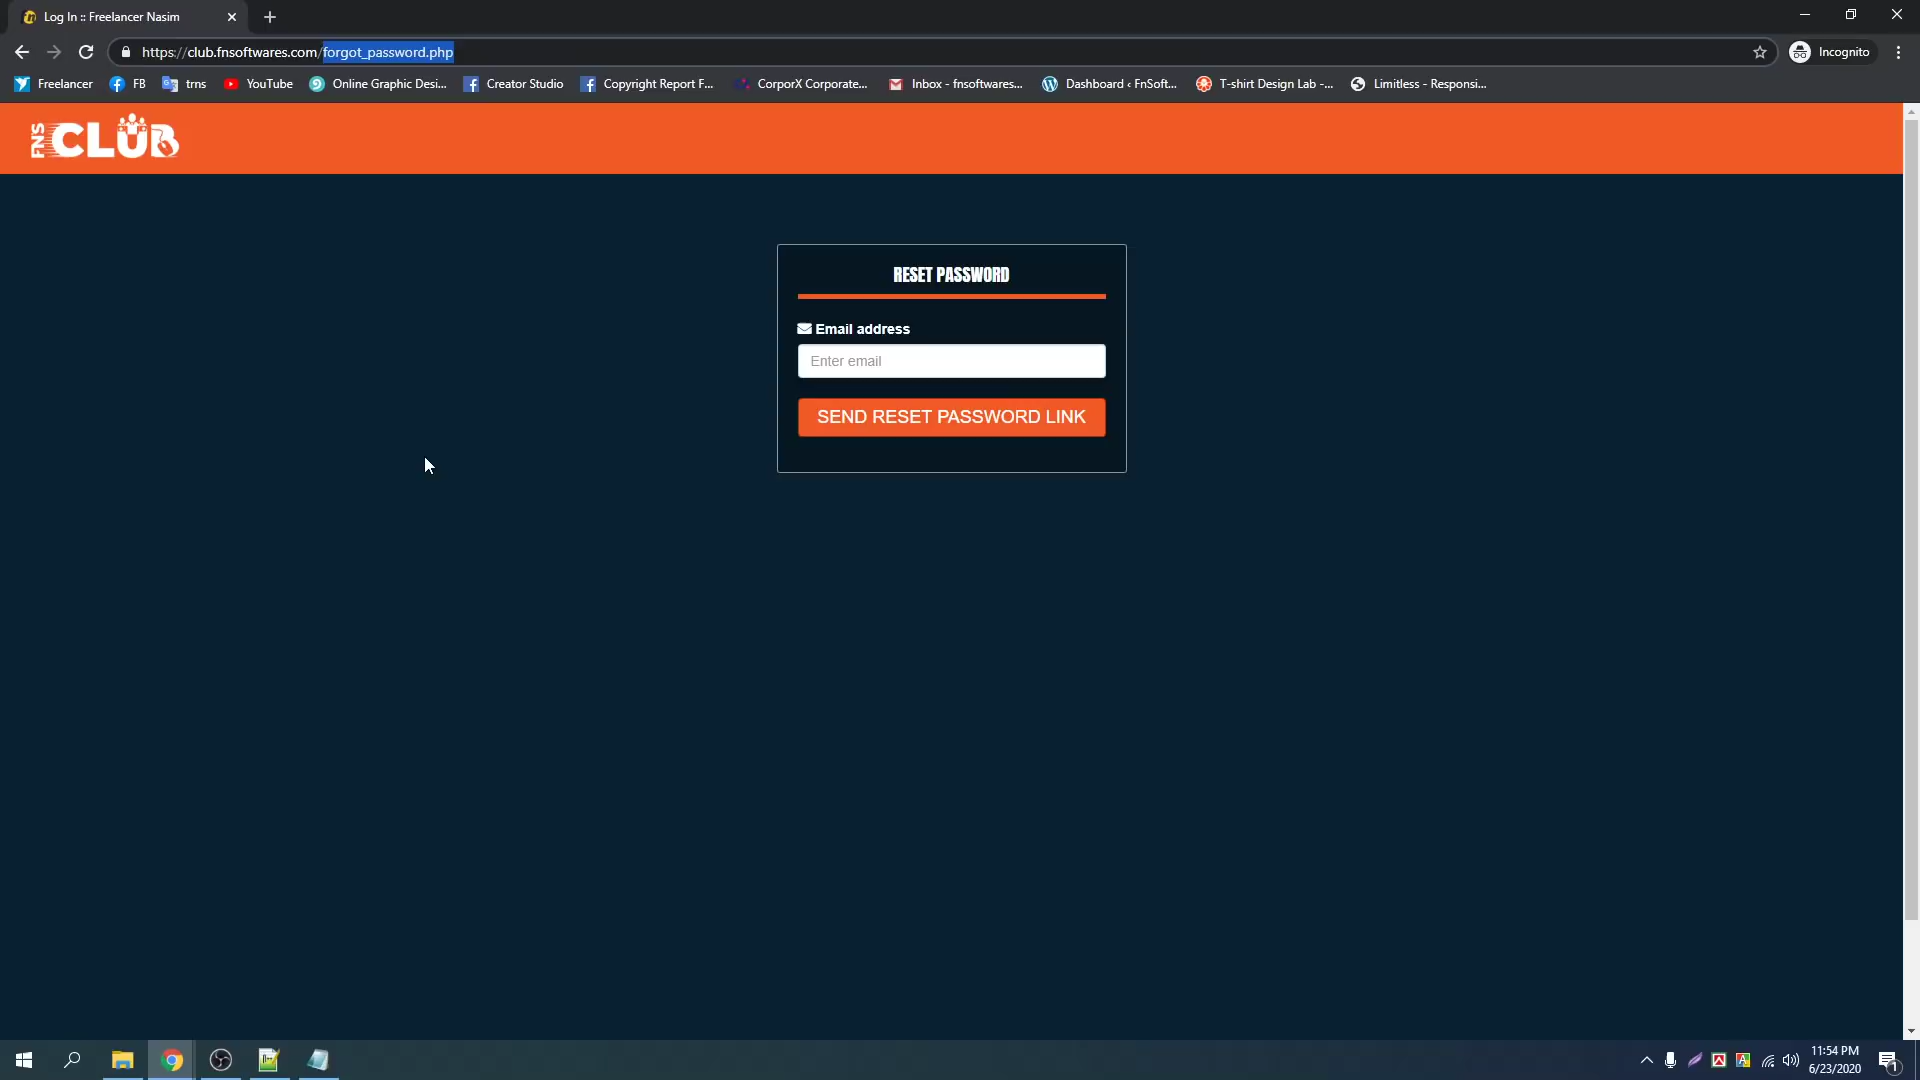 Log In :: Freelancer Nasim
https://club.fnsoftwares.com/forgot_password.php
Incognito
Freelancer FB trns YouTube Online Graphic Desi... Creator Studio Copyright Report F... CorporX Corporate... Inbox - fnsoftwares... Dashboard ‹ FnSoft... T-shirt Design Lab -... Limitless - Responsi...
FNS CLUB
RESET PASSWORD
Email address
Enter email
SEND RESET PASSWORD LINK
11:54 PM
6/23/2020
1